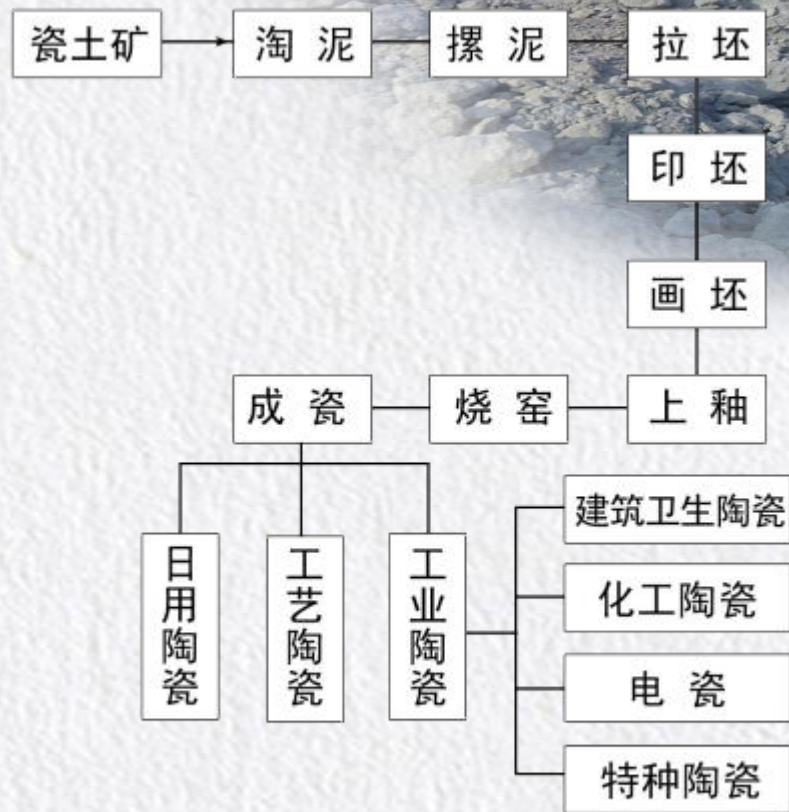 瓷土矿
淘泥
摞泥
拉坯
印坯
画坯
上釉
烧窑
成瓷
日用陶瓷
工艺陶瓷
工业陶瓷
建筑卫生陶瓷
化工陶瓷
电瓷
特种陶瓷